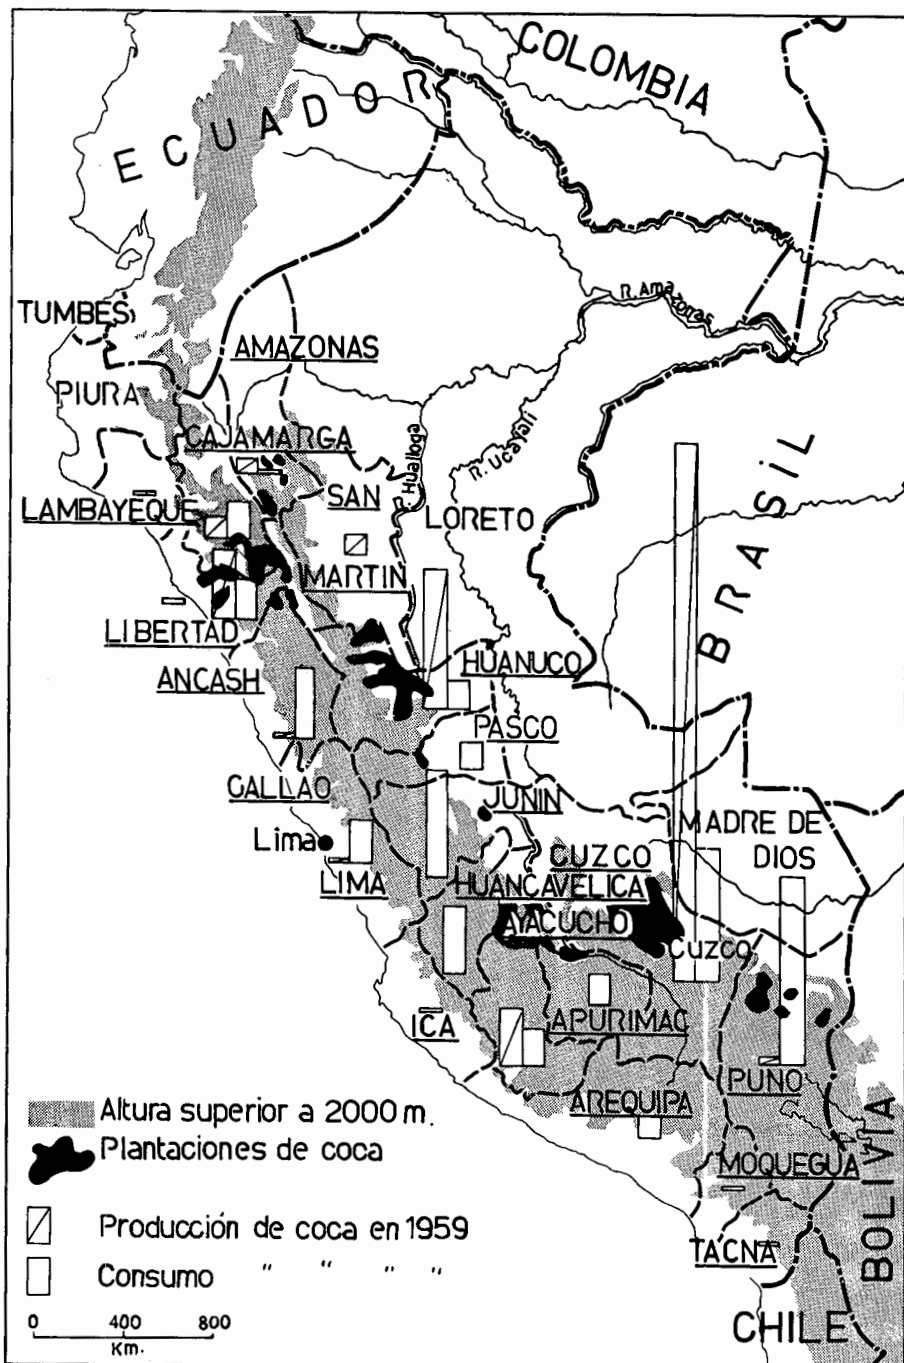 COLOMBIA
ECUADOR
R. Amazonas
TUMBES
AMAZONAS
PIURA
CAJAMARGA
Huallaga
R. Ucayali
BRASIL
SAN
LAMBAYEQUE
LORETO
MARTIN
LIBERTAD
HUANUCO
ANCASH
PASCO
CALLAO
JUNIN
MADRE DE
DIOS
Lima
CUZCO
LIMA
HUANCAVELICA
AYACUCHO
Cuzco
ICA
APURIMAC
PUNO
AREQUIPA
BOLIVIA
MOQUEGUA
TACNA
CHILE
Altura superior a 2000 m.
Plantaciones de coca
Producción de coca en 1959
Consumo " " " "
0 400 800
Km.